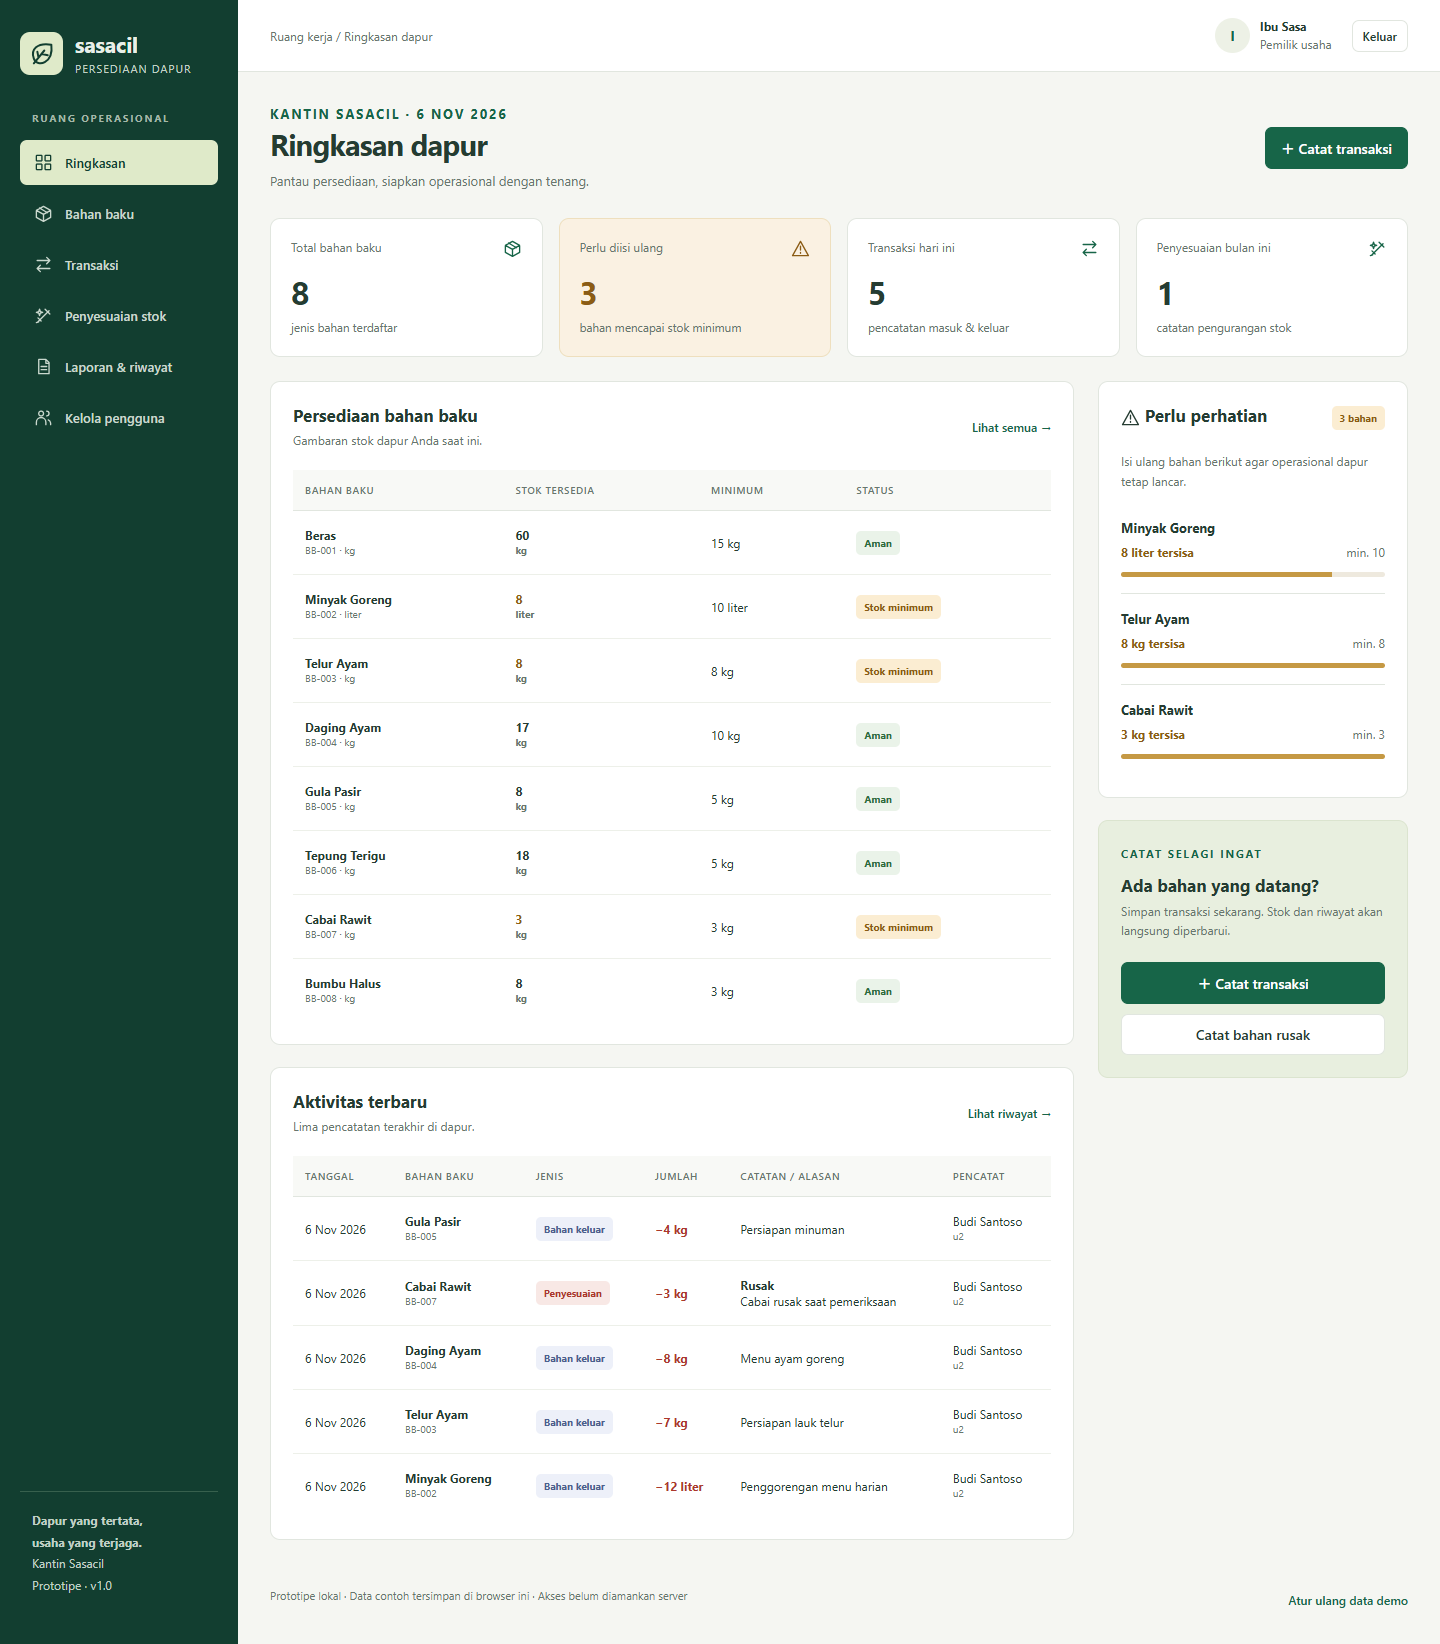 sasacil
PERSEDIAAN DAPUR
RUANG OPERASIONAL
Ringkasan
Bahan baku
Transaksi
Penyesuaian stok
Laporan & riwayat
Kelola pengguna
Dapur yang tertata,
usaha yang terjaga.
Kantin Sasacil
Prototipe · v1.0
Ruang kerja / Ringkasan dapur
I
Ibu Sasa
Pemilik usaha
Keluar
KANTIN SASACIL · 6 NOV 2026
Ringkasan dapur
Pantau persediaan, siapkan operasional dengan tenang.
+ Catat transaksi
Total bahan baku
8
jenis bahan terdaftar
Perlu diisi ulang
3
bahan mencapai stok minimum
Transaksi hari ini
5
pencatatan masuk & keluar
Penyesuaian bulan ini
1
catatan pengurangan stok
Persediaan bahan baku
Gambaran stok dapur Anda saat ini.
Lihat semua →
BAHAN BAKU STOK TERSEDIA MINIMUM STATUS
Beras 60 15 kg Aman
BB-001 · kg kg
Minyak Goreng 8 10 liter Stok minimum
BB-002 · liter liter
Telur Ayam 8 8 kg Stok minimum
BB-003 · kg kg
Daging Ayam 17 10 kg Aman
BB-004 · kg kg
Gula Pasir 8 5 kg Aman
BB-005 · kg kg
Tepung Terigu 18 5 kg Aman
BB-006 · kg kg
Cabai Rawit 3 3 kg Stok minimum
BB-007 · kg kg
Bumbu Halus 8 3 kg Aman
BB-008 · kg kg
Perlu perhatian
3 bahan
Isi ulang bahan berikut agar operasional dapur
tetap lancar.
Minyak Goreng
8 liter tersisa min. 10
Telur Ayam
8 kg tersisa min. 8
Cabai Rawit
3 kg tersisa min. 3
CATAT SELAGI INGAT
Ada bahan yang datang?
Simpan transaksi sekarang. Stok dan riwayat akan
langsung diperbarui.
+ Catat transaksi
Catat bahan rusak
Aktivitas terbaru
Lima pencatatan terakhir di dapur.
Lihat riwayat →
TANGGAL BAHAN BAKU JENIS JUMLAH CATATAN / ALASAN PENCATAT
6 Nov 2026 Gula Pasir Bahan keluar −4 kg Persiapan minuman Budi Santoso
BB-005 u2
6 Nov 2026 Cabai Rawit Penyesuaian −3 kg Rusak Budi Santoso
BB-007 Cabai rusak saat pemeriksaan u2
6 Nov 2026 Daging Ayam Bahan keluar −8 kg Menu ayam goreng Budi Santoso
BB-004 u2
6 Nov 2026 Telur Ayam Bahan keluar −7 kg Persiapan lauk telur Budi Santoso
BB-003 u2
6 Nov 2026 Minyak Goreng Bahan keluar −12 liter Penggorengan menu harian Budi Santoso
BB-002 u2
Prototipe lokal · Data contoh tersimpan di browser ini · Akses belum diamankan server
Atur ulang data demo